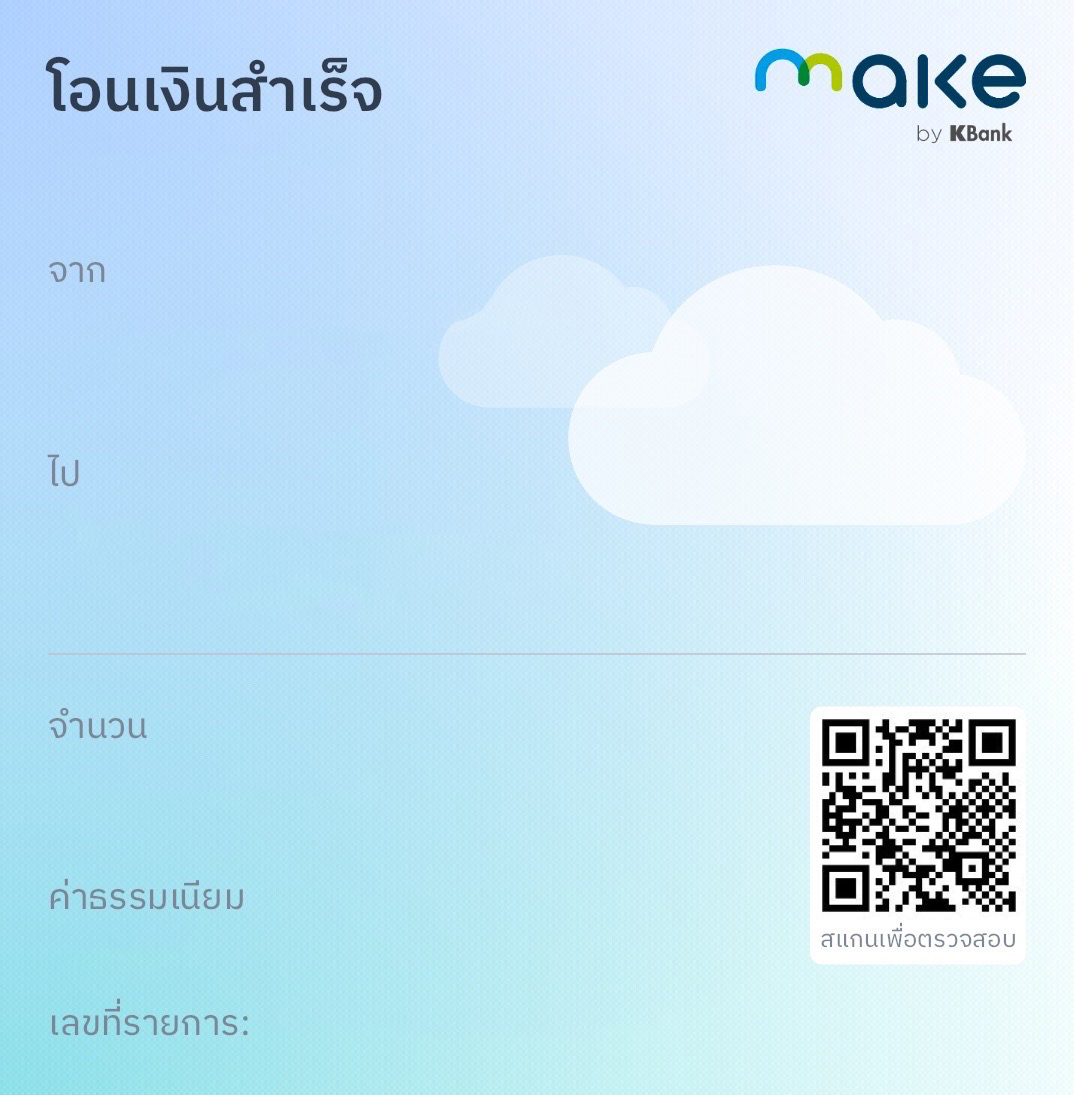 โอนเงินสำเร็จ
make
by KBank
จาก
ไป
จำนวน
ค่าธรรมเนียม
สแกนเพื่อตรวจสอบ
เลขที่รายการ: